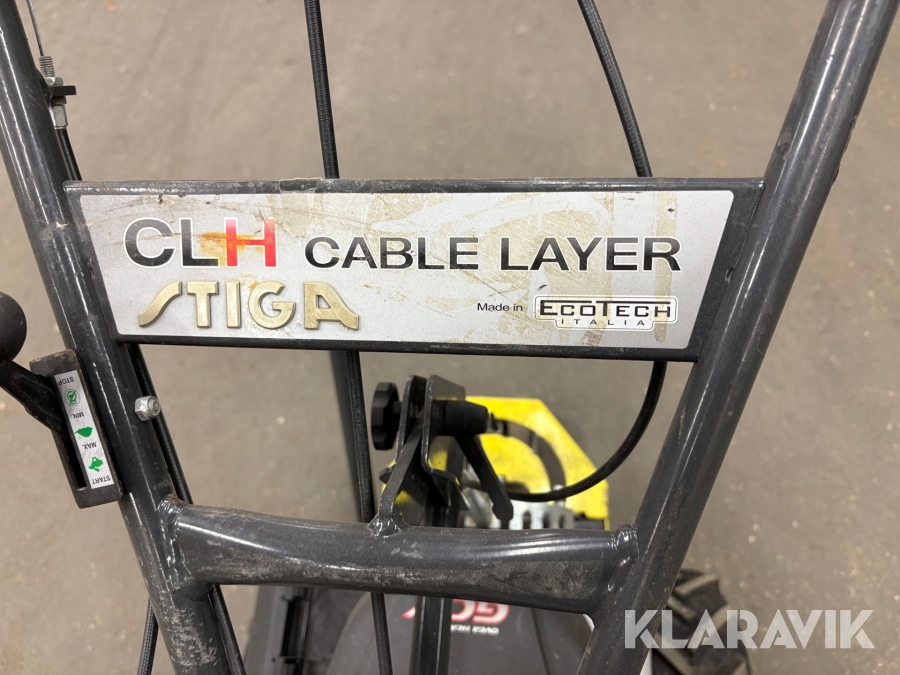 CLH CABLE LAYER
STIGA
Made in ECOTECH
ITALIA
STOP
MIN.
MAX.
START
KLARAVIK